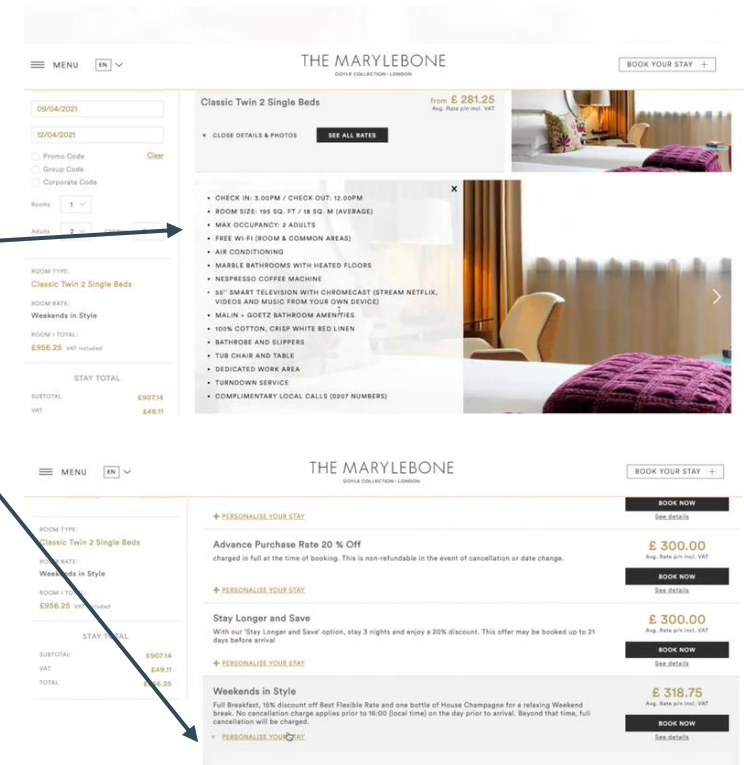 MENU EN
THE MARYLEBONE
DOYLE COLLECTION · LONDON
BOOK YOUR STAY +
09/04/2021
12/04/2021
Promo Code Clear
Group Code
Corporate Code
Rooms 1
Adults 2
ROOM TYPE:
Classic Twin 2 Single Beds
ROOM RATE:
Weekends in Style
ROOM 1 TOTAL:
£956.25 VAT included
STAY TOTAL
SUBTOTAL £907.14
VAT £49.11
Classic Twin 2 Single Beds
from £ 281.25
Avg. Rate p/n incl. VAT
× CLOSE DETAILS & PHOTOS SEE ALL RATES
x
• CHECK IN: 3.00PM / CHECK OUT: 12.00PM
• ROOM SIZE: 195 SQ. FT / 18 SQ. M (AVERAGE)
• MAX OCCUPANCY: 2 ADULTS
• FREE WI-FI (ROOM & COMMON AREAS)
• AIR CONDITIONING
• MARBLE BATHROOMS WITH HEATED FLOORS
• NESPRESSO COFFEE MACHINE
• 55'' SMART TELEVISION WITH CHROMECAST (STREAM NETFLIX,
VIDEOS AND MUSIC FROM YOUR OWN DEVICE)
• MALIN + GOETZ BATHROOM AMENITIES
• 100% COTTON, CRISP WHITE BED LINEN
• BATHROBE AND SLIPPERS
• TUB CHAIR AND TABLE
• DEDICATED WORK AREA
• TURNDOWN SERVICE
• COMPLIMENTARY LOCAL CALLS (0207 NUMBERS)
MENU EN
THE MARYLEBONE
DOYLE COLLECTION · LONDON
BOOK YOUR STAY +
ROOM TYPE:
Classic Twin 2 Single Beds
ROOM RATE:
Weekends in Style
ROOM 1 TOTAL:
£956.25 VAT included
STAY TOTAL
SUBTOTAL £907.14
VAT £49.11
TOTAL £956.25
BOOK NOW
+ PERSONALISE YOUR STAY See details
Advance Purchase Rate 20 % Off
£ 300.00
Avg. Rate p/n incl. VAT
charged in full at the time of booking. This is non-refundable in the event of cancellation or date change.
BOOK NOW
+ PERSONALISE YOUR STAY See details
Stay Longer and Save
£ 300.00
Avg. Rate p/n incl. VAT
With our 'Stay Longer and Save' option, stay 3 nights and enjoy a 20% discount. This offer may be booked up to 21
days before arrival
BOOK NOW
+ PERSONALISE YOUR STAY See details
Weekends in Style
£ 318.75
Avg. Rate p/n incl. VAT
Full Breakfast, 15% discount off Best Flexible Rate and one bottle of House Champagne for a relaxing Weekend
break. No cancellation charge applies prior to 16:00 (local time) on the day prior to arrival. Beyond that time, full
cancellation will be charged.
BOOK NOW
× PERSONALISE YOUR STAY See details